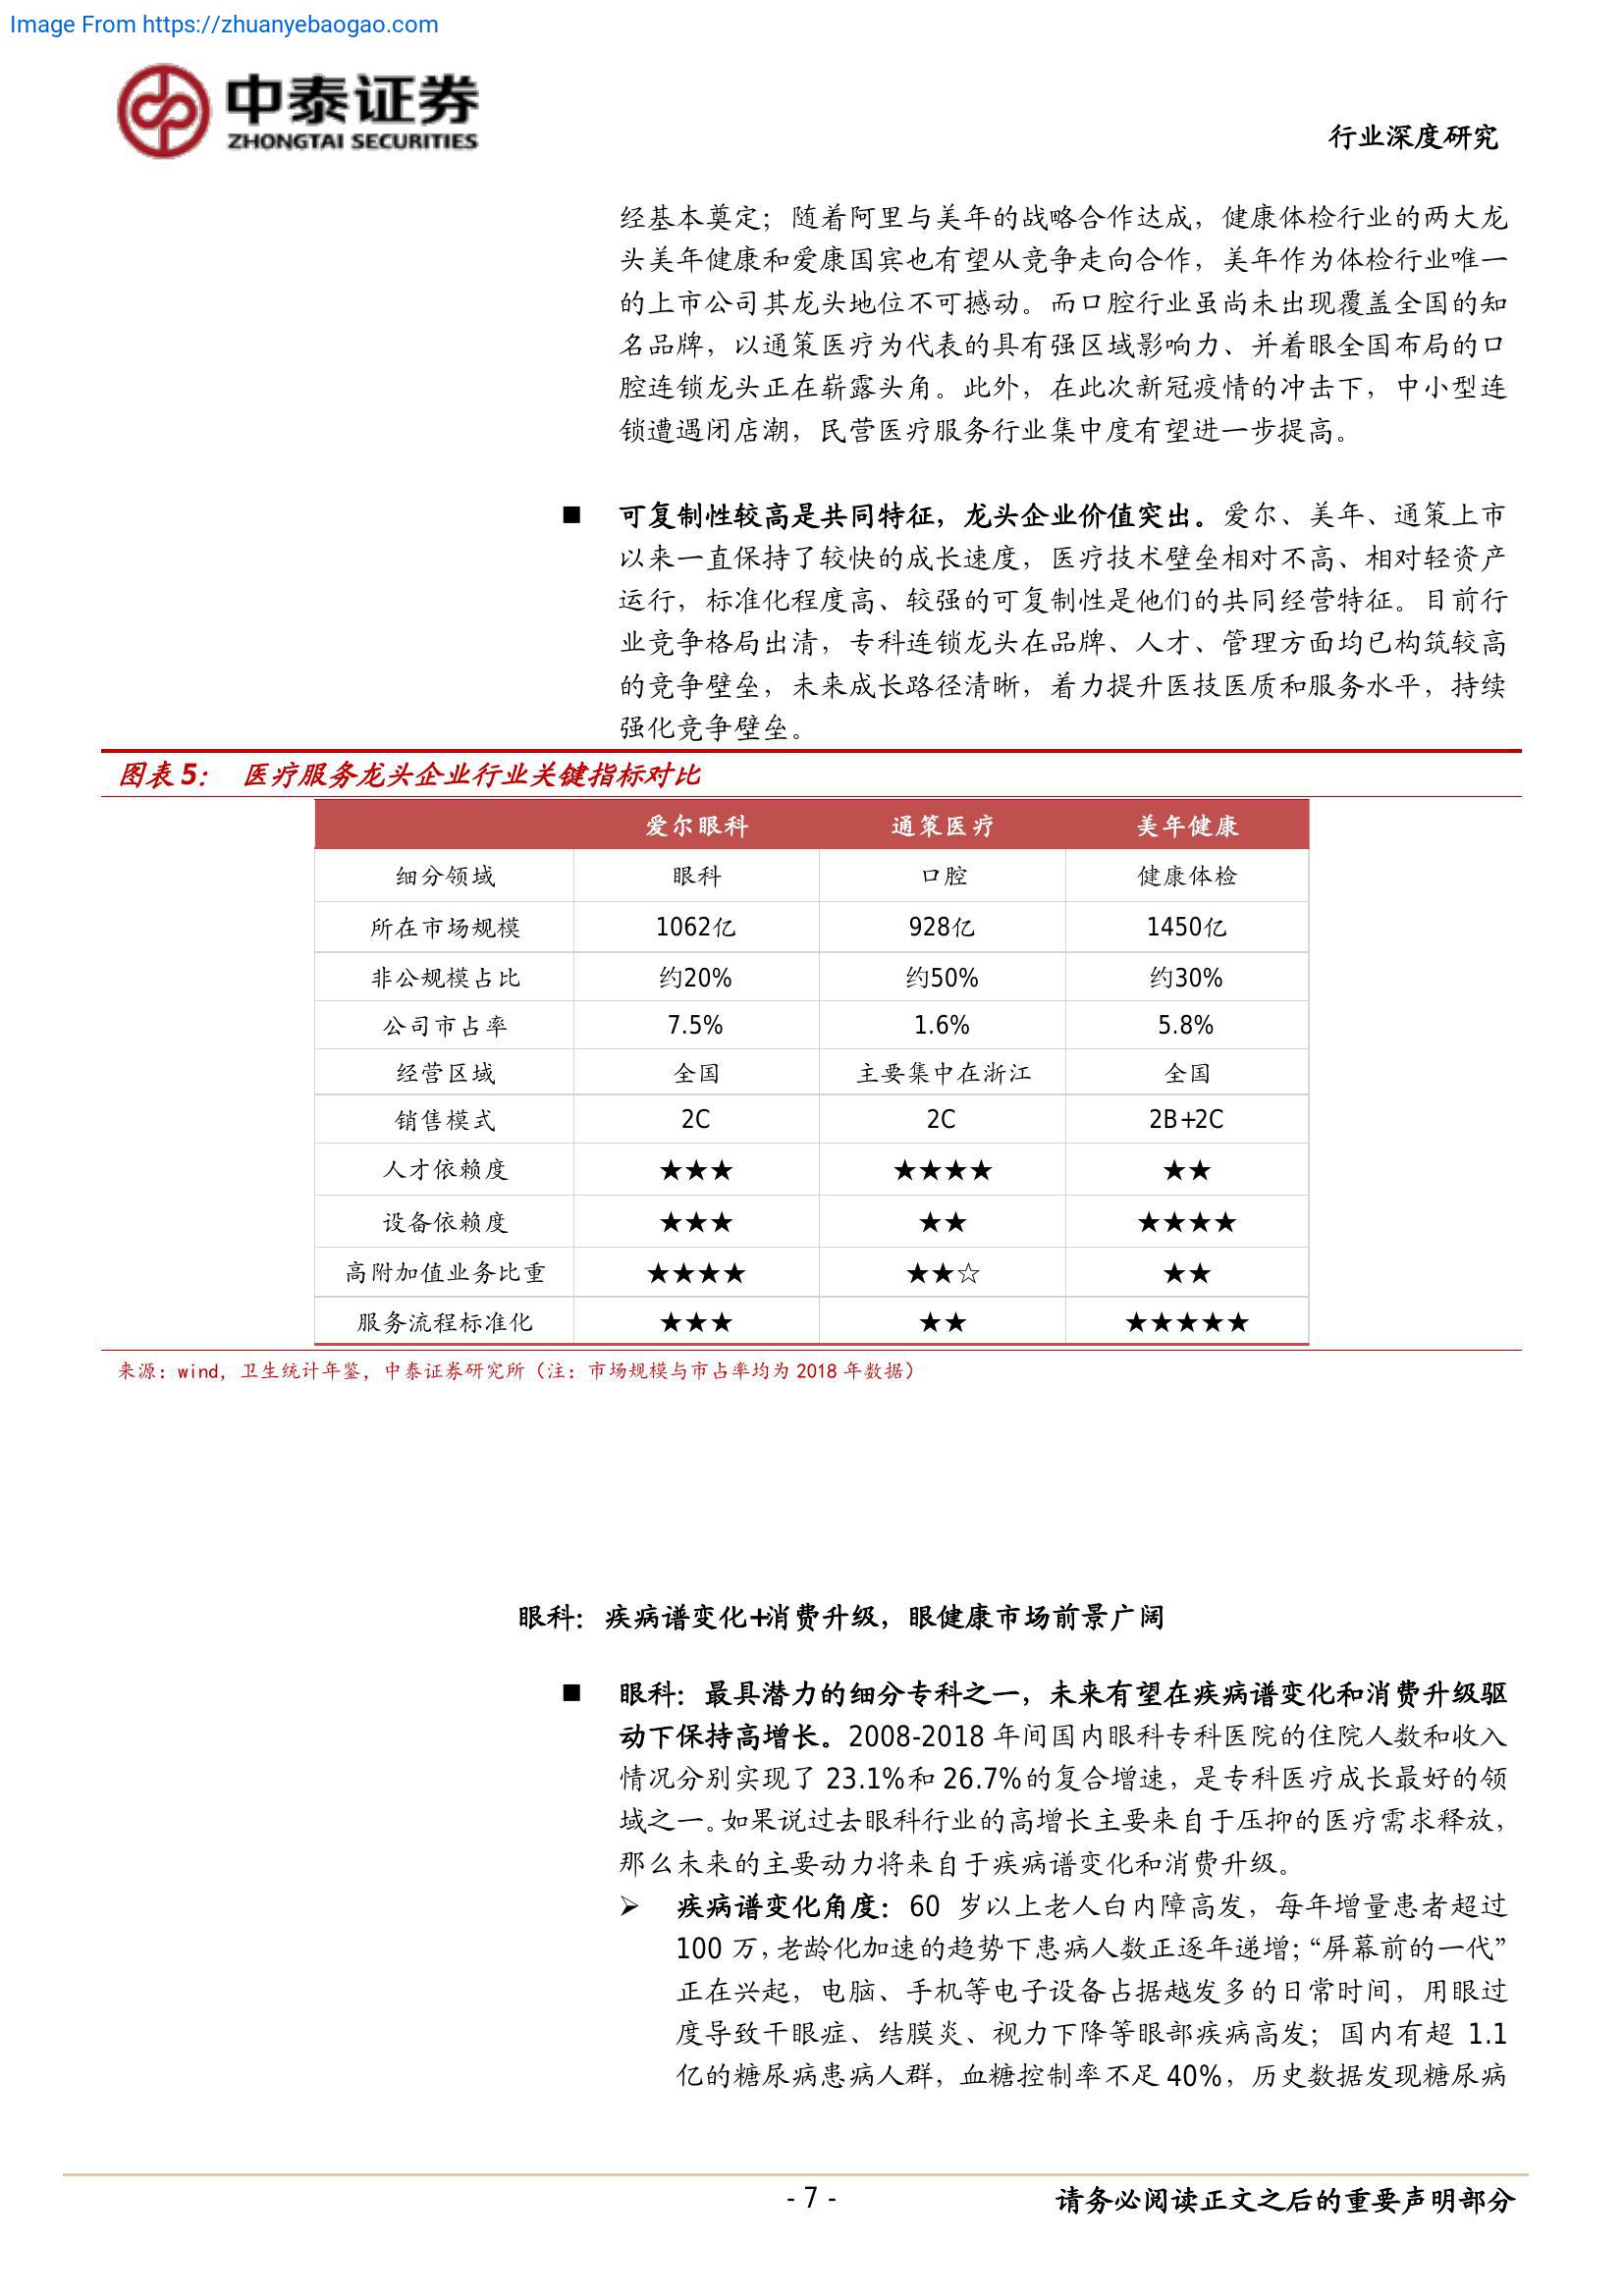 Image From https://zhuanyebaogao.com
中泰证券
ZHONGTAI SECURITIES
行业深度研究
经基本奠定；随着阿里与美年的战略合作达成，健康体检行业的两大龙
头美年健康和爱康国宾也有望从竞争走向合作，美年作为体检行业唯一
的上市公司其龙头地位不可撼动。而口腔行业虽尚未出现覆盖全国的知
名品牌，以通策医疗为代表的具有强区域影响力、并着眼全国布局的口
腔连锁龙头正在崭露头角。此外，在此次新冠疫情的冲击下，中小型连
锁遭遇闭店潮，民营医疗服务行业集中度有望进一步提高。
■ 可复制性较高是共同特征，龙头企业价值突出。爱尔、美年、通策上市
以来一直保持了较快的成长速度，医疗技术壁垒相对不高、相对轻资产
运行，标准化程度高、较强的可复制性是他们的共同经营特征。目前行
业竞争格局出清，专科连锁龙头在品牌、人才、管理方面均已构筑较高
的竞争壁垒，未来成长路径清晰，着力提升医技医质和服务水平，持续
强化竞争壁垒。
图表 5： 医疗服务龙头企业行业关键指标对比
爱尔眼科 通策医疗 美年健康
细分领域 眼科 口腔 健康体检
所在市场规模 1062亿 928亿 1450亿
非公规模占比 约20% 约50% 约30%
公司市占率 7.5% 1.6% 5.8%
经营区域 全国 主要集中在浙江 全国
销售模式 2C 2C 2B+2C
人才依赖度 ★★★ ★★★★ ★★
设备依赖度 ★★★ ★★ ★★★★
高附加值业务比重 ★★★★ ★★☆ ★★
服务流程标准化 ★★★ ★★ ★★★★★
来源：wind，卫生统计年鉴，中泰证券研究所（注：市场规模与市占率均为 2018 年数据）
眼科：疾病谱变化+消费升级，眼健康市场前景广阔
■ 眼科：最具潜力的细分专科之一，未来有望在疾病谱变化和消费升级驱
动下保持高增长。2008-2018 年间国内眼科专科医院的住院人数和收入
情况分别实现了 23.1%和 26.7%的复合增速，是专科医疗成长最好的领
域之一。如果说过去眼科行业的高增长主要来自于压抑的医疗需求释放，
那么未来的主要动力将来自于疾病谱变化和消费升级。
➢ 疾病谱变化角度：60 岁以上老人白内障高发，每年增量患者超过
100 万，老龄化加速的趋势下患病人数正逐年递增；“屏幕前的一代”
正在兴起，电脑、手机等电子设备占据越发多的日常时间，用眼过
度导致干眼症、结膜炎、视力下降等眼部疾病高发；国内有超 1.1
亿的糖尿病患病人群，血糖控制率不足 40%，历史数据发现糖尿病
- 7 -
请务必阅读正文之后的重要声明部分